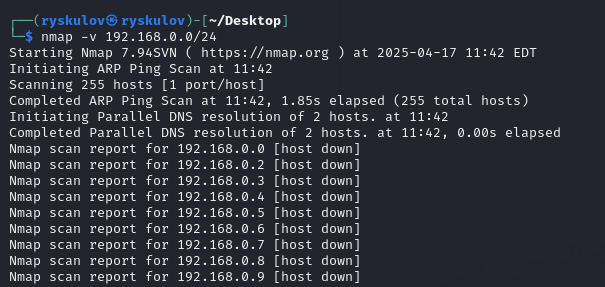 ┌──(ryskulov㉿ryskulov)-[~/Desktop]
└─$ nmap -v 192.168.0.0/24
Starting Nmap 7.94SVN ( https://nmap.org ) at 2025-04-17 11:42 EDT
Initiating ARP Ping Scan at 11:42
Scanning 255 hosts [1 port/host]
Completed ARP Ping Scan at 11:42, 1.85s elapsed (255 total hosts)
Initiating Parallel DNS resolution of 2 hosts. at 11:42
Completed Parallel DNS resolution of 2 hosts. at 11:42, 0.00s elapsed
Nmap scan report for 192.168.0.0 [host down]
Nmap scan report for 192.168.0.2 [host down]
Nmap scan report for 192.168.0.3 [host down]
Nmap scan report for 192.168.0.4 [host down]
Nmap scan report for 192.168.0.5 [host down]
Nmap scan report for 192.168.0.6 [host down]
Nmap scan report for 192.168.0.7 [host down]
Nmap scan report for 192.168.0.8 [host down]
Nmap scan report for 192.168.0.9 [host down]